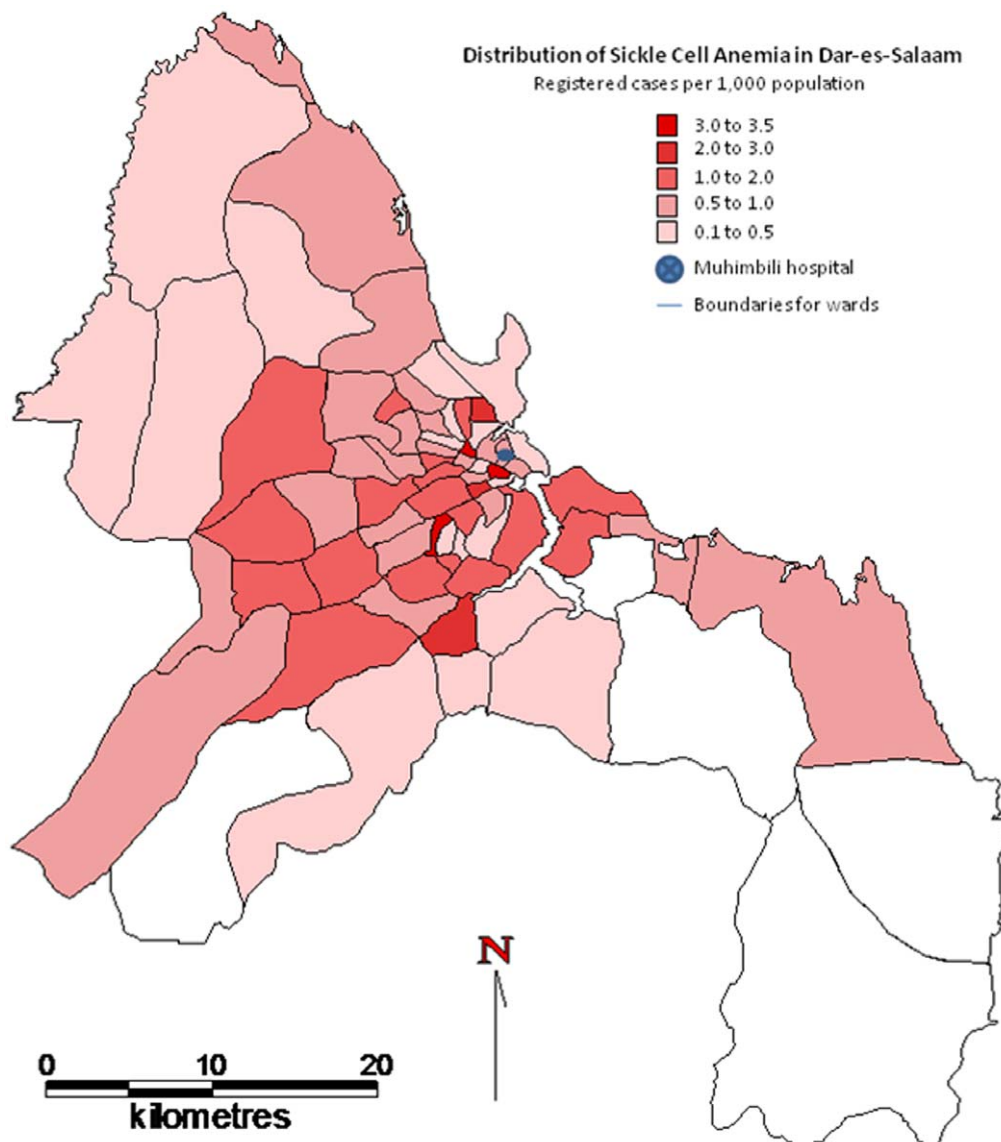 Distribution of Sickle Cell Anemia in Dar-es-Salaam
Registered cases per 1,000 population
3.0 to 3.5
2.0 to 3.0
1.0 to 2.0
0.5 to 1.0
0.1 to 0.5
Muhimbili hospital
Boundaries for wards
N
0 10 20
kilometres